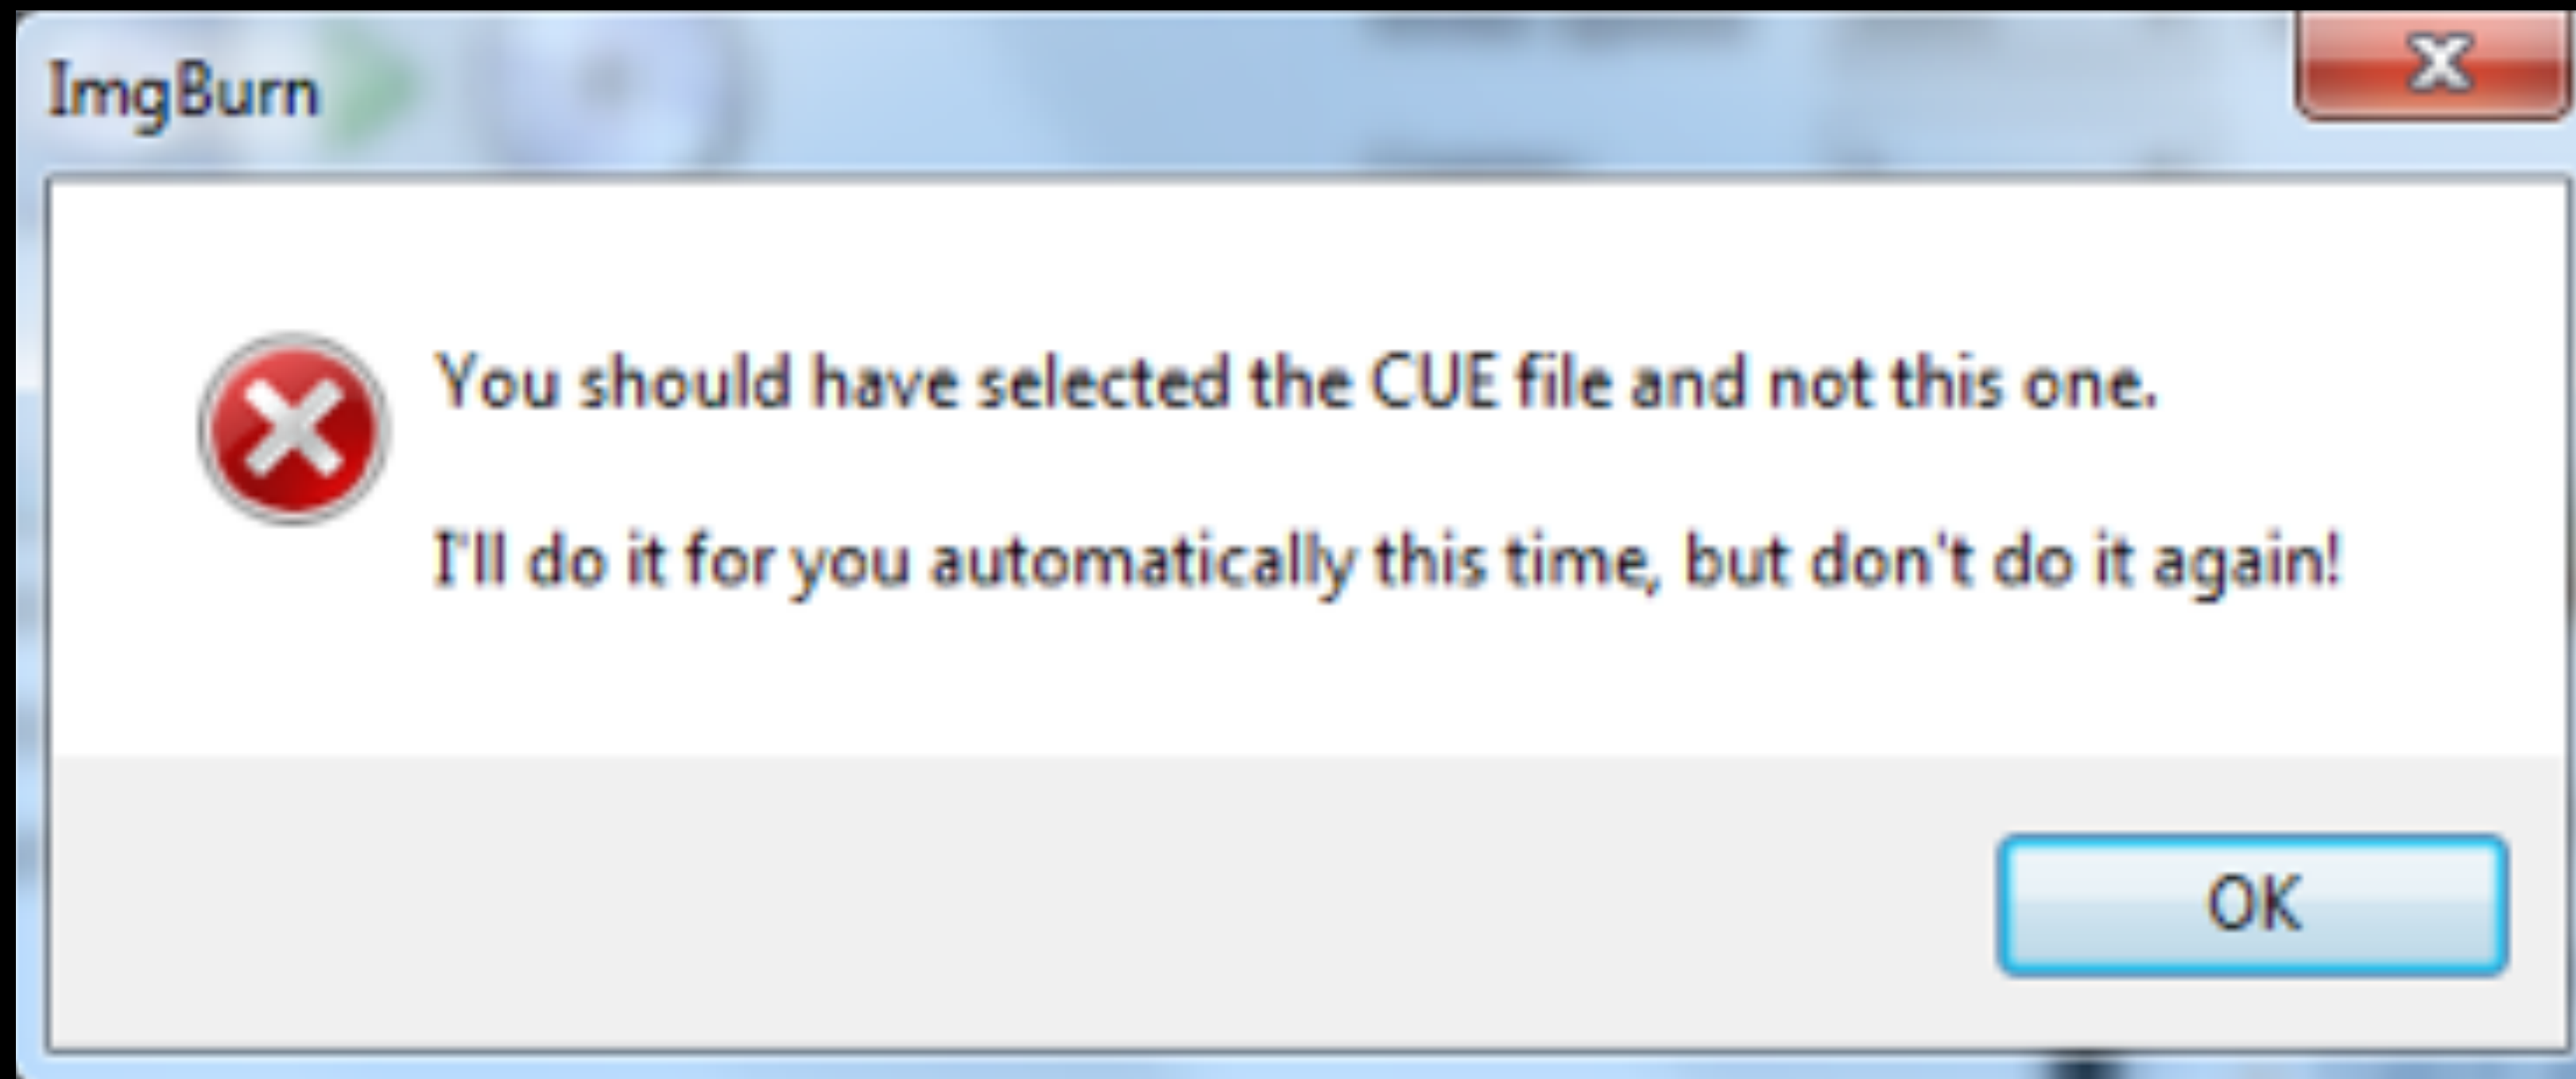 ImgBurn
You should have selected the CUE file and not this one.
I'll do it for you automatically this time, but don't do it again!
OK